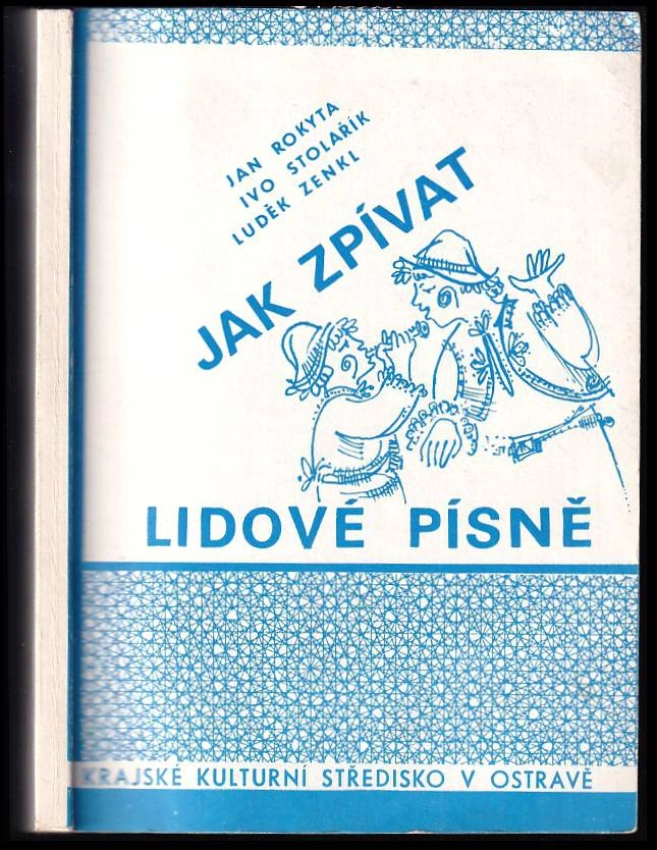 JAN ROKYTA
IVO STOLAŘÍK
LUDĚK ZENKL
JAK ZPÍVAT
LIDOVÉ PÍSNĚ
KRAJSKÉ KULTURNÍ STŘEDISKO V OSTRAVĚ